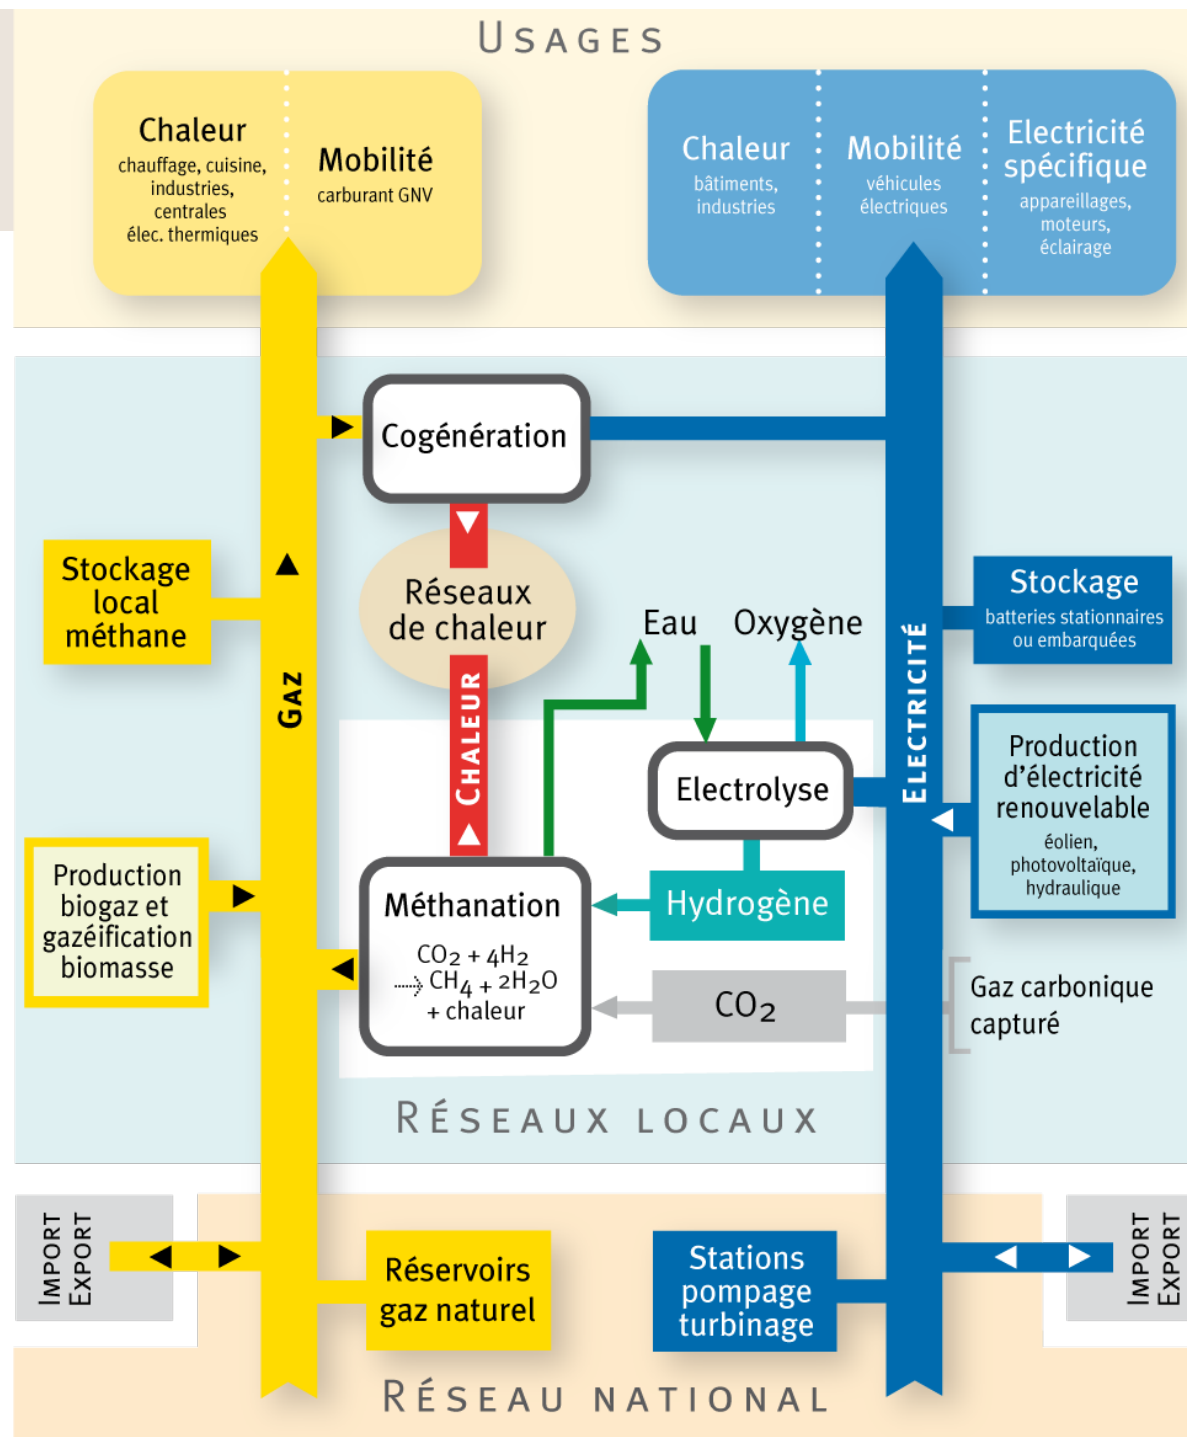 USAGES
Chaleur
chauffage, cuisine,
industries,
centrales
élec. thermiques
Mobilité
carburant GNV
Chaleur
bâtiments,
industries
Mobilité
véhicules
électriques
Electricité
spécifique
appareillages,
moteurs,
éclairage
Cogénération
Stockage
local
méthane
Réseaux
de chaleur
Eau
Oxygène
Stockage
batteries stationnaires
ou embarquées
GAZ
CHALEUR
ELECTRICITÉ
Electrolyse
Production
d'électricité
renouvelable
éolien,
photovoltaïque,
hydraulique
Production
biogaz et
gazéification
biomasse
Méthanation
CO2 + 4H2
CH4 + 2H2O
+ chaleur
Hydrogène
CO2
Gaz carbonique
capturé
RÉSEAUX LOCAUX
IMPORT
EXPORT
Réservoirs
gaz naturel
Stations
pompage
turbinage
IMPORT
EXPORT
RÉSEAU NATIONAL